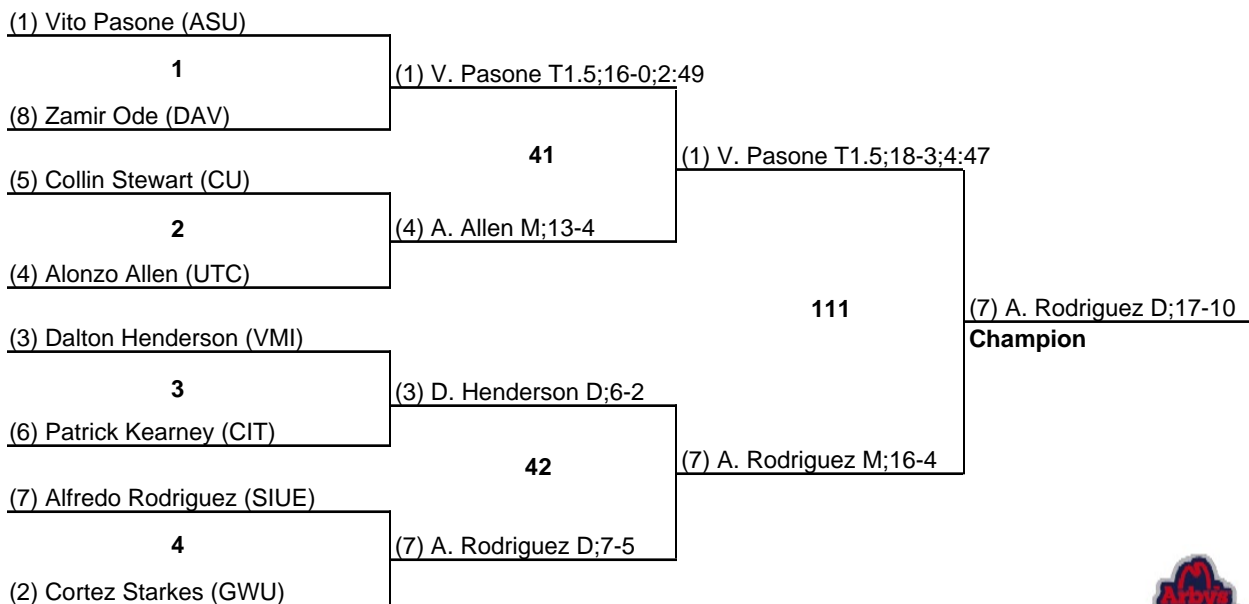 (1) Vito Pasone (ASU)
1
(1) V. Pasone T1.5;16-0;2:49
(8) Zamir Ode (DAV)
41
(1) V. Pasone T1.5;18-3;4:47
(5) Collin Stewart (CU)
2
(4) A. Allen M;13-4
(4) Alonzo Allen (UTC)
111
(7) A. Rodriguez D;17-10
Champion
(3) Dalton Henderson (VMI)
3
(3) D. Henderson D;6-2
(6) Patrick Kearney (CIT)
42
(7) A. Rodriguez M;16-4
(7) Alfredo Rodriguez (SIUE)
4
(7) A. Rodriguez D;7-5
(2) Cortez Starkes (GWU)
Arby's